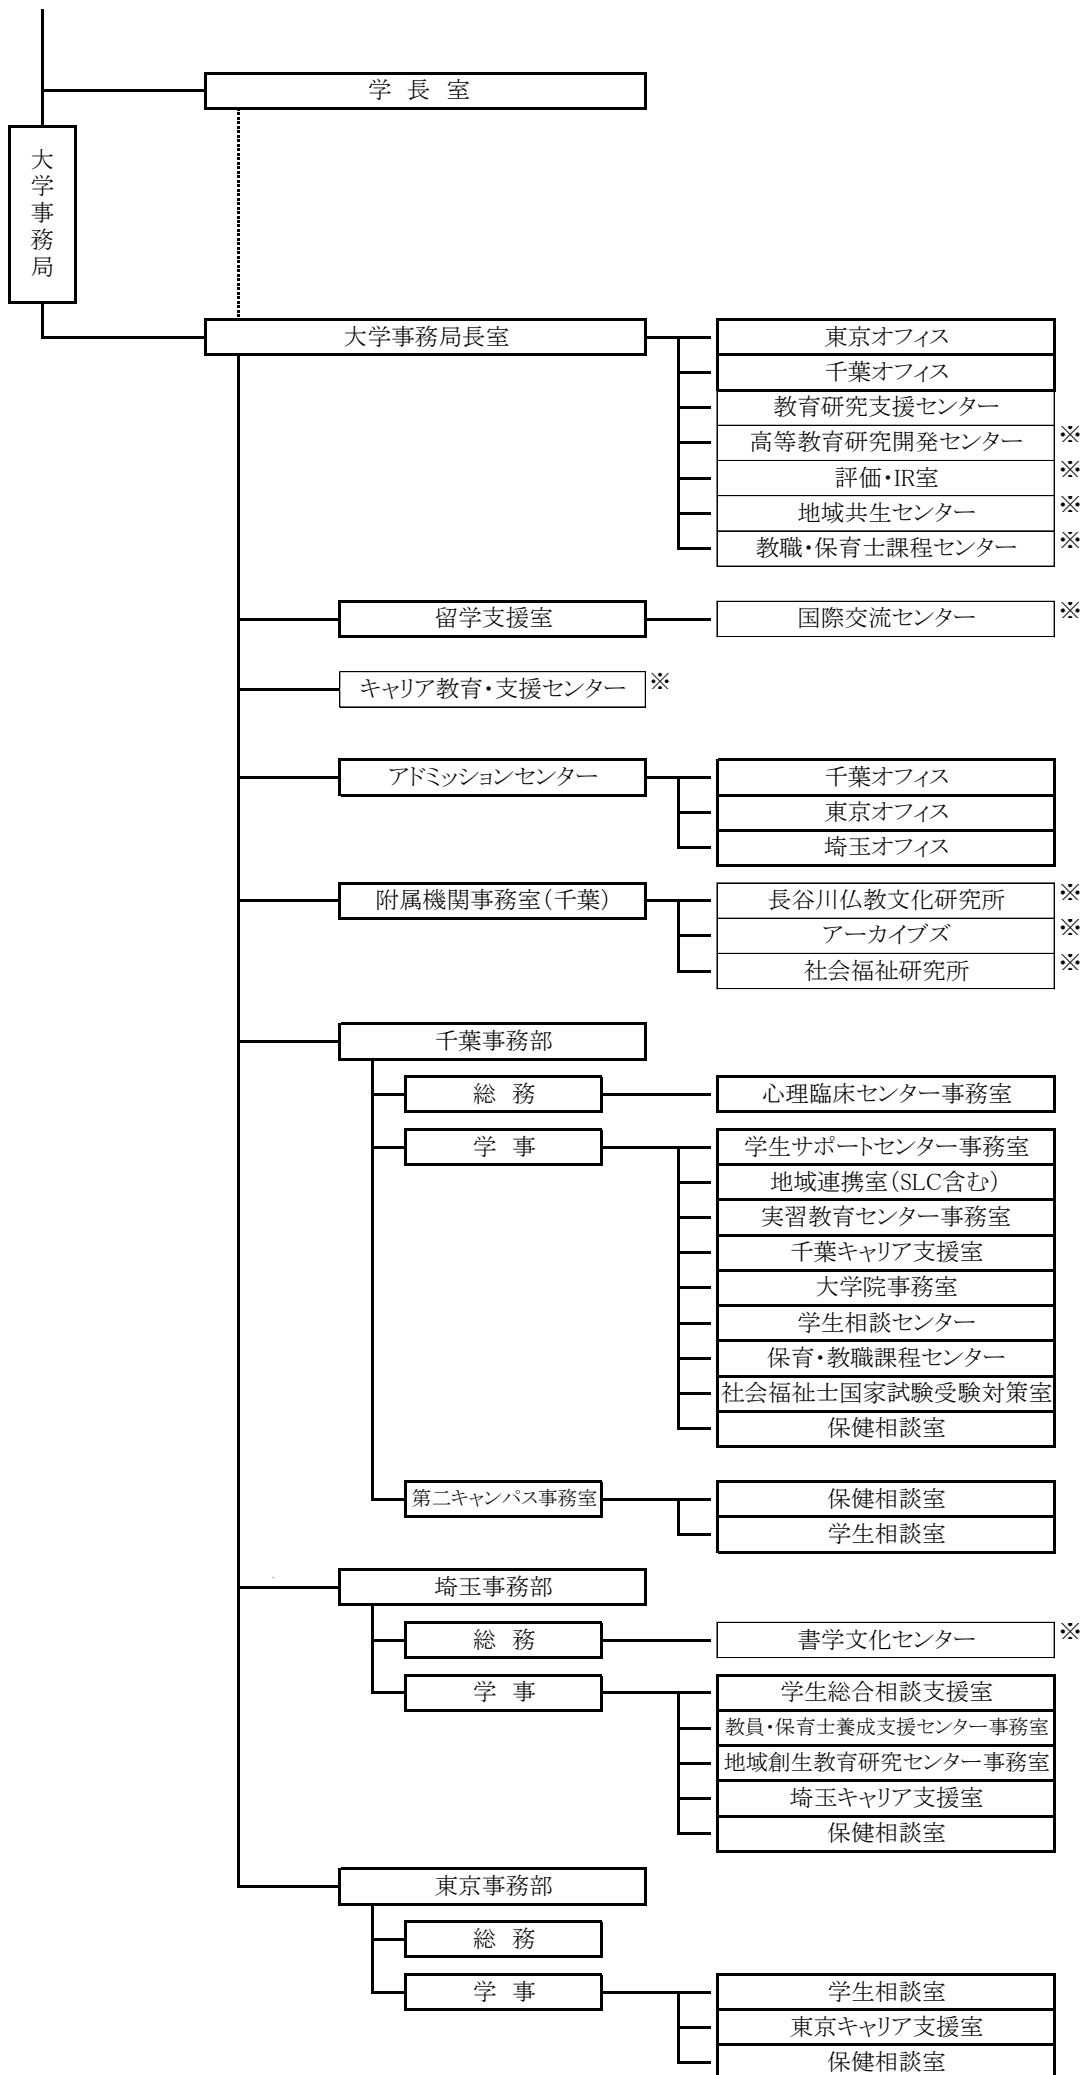 学 長 室
大学事務局
大学事務局長室
東京オフィス
千葉オフィス
教育研究支援センター
高等教育研究開発センター ※
評価・IR室 ※
地域共生センター ※
教職・保育士課程センター ※
留学支援室
国際交流センター ※
キャリア教育・支援センター ※
アドミッションセンター
千葉オフィス
東京オフィス
埼玉オフィス
附属機関事務室(千葉)
長谷川仏教文化研究所 ※
アーカイブズ ※
社会福祉研究所 ※
千葉事務部
総 務
心理臨床センター事務室
学 事
学生サポートセンター事務室
地域連携室(SLC含む)
実習教育センター事務室
千葉キャリア支援室
大学院事務室
学生相談センター
保育・教職課程センター
社会福祉士国家試験受験対策室
保健相談室
第二キャンパス事務室
保健相談室
学生相談室
埼玉事務部
総 務
書学文化センター ※
学 事
学生総合相談支援室
教員・保育士養成支援センター事務室
地域創生教育研究センター事務室
埼玉キャリア支援室
保健相談室
東京事務部
総 務
学 事
学生相談室
東京キャリア支援室
保健相談室